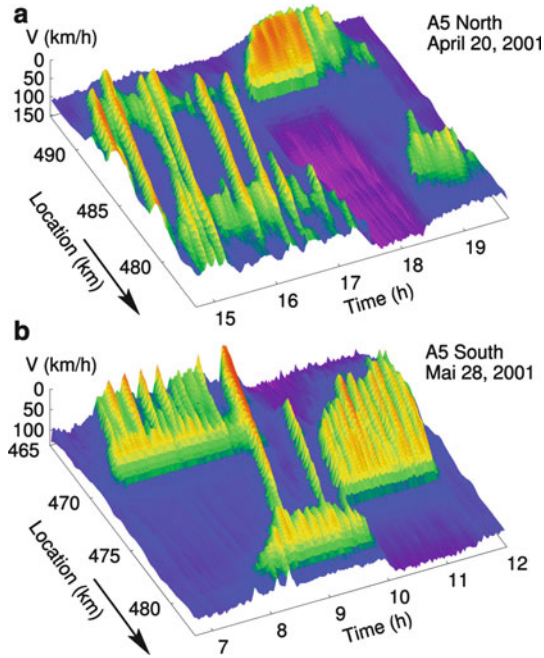 a
V (km/h)
A5 North
April 20, 2001
0
50
100
150
490
485
480
Location (km)
15
16
17
18
19
Time (h)
b
V (km/h)
A5 South
Mai 28, 2001
0
50
100
465
470
475
480
Location (km)
7
8
9
10
11
12
Time (h)